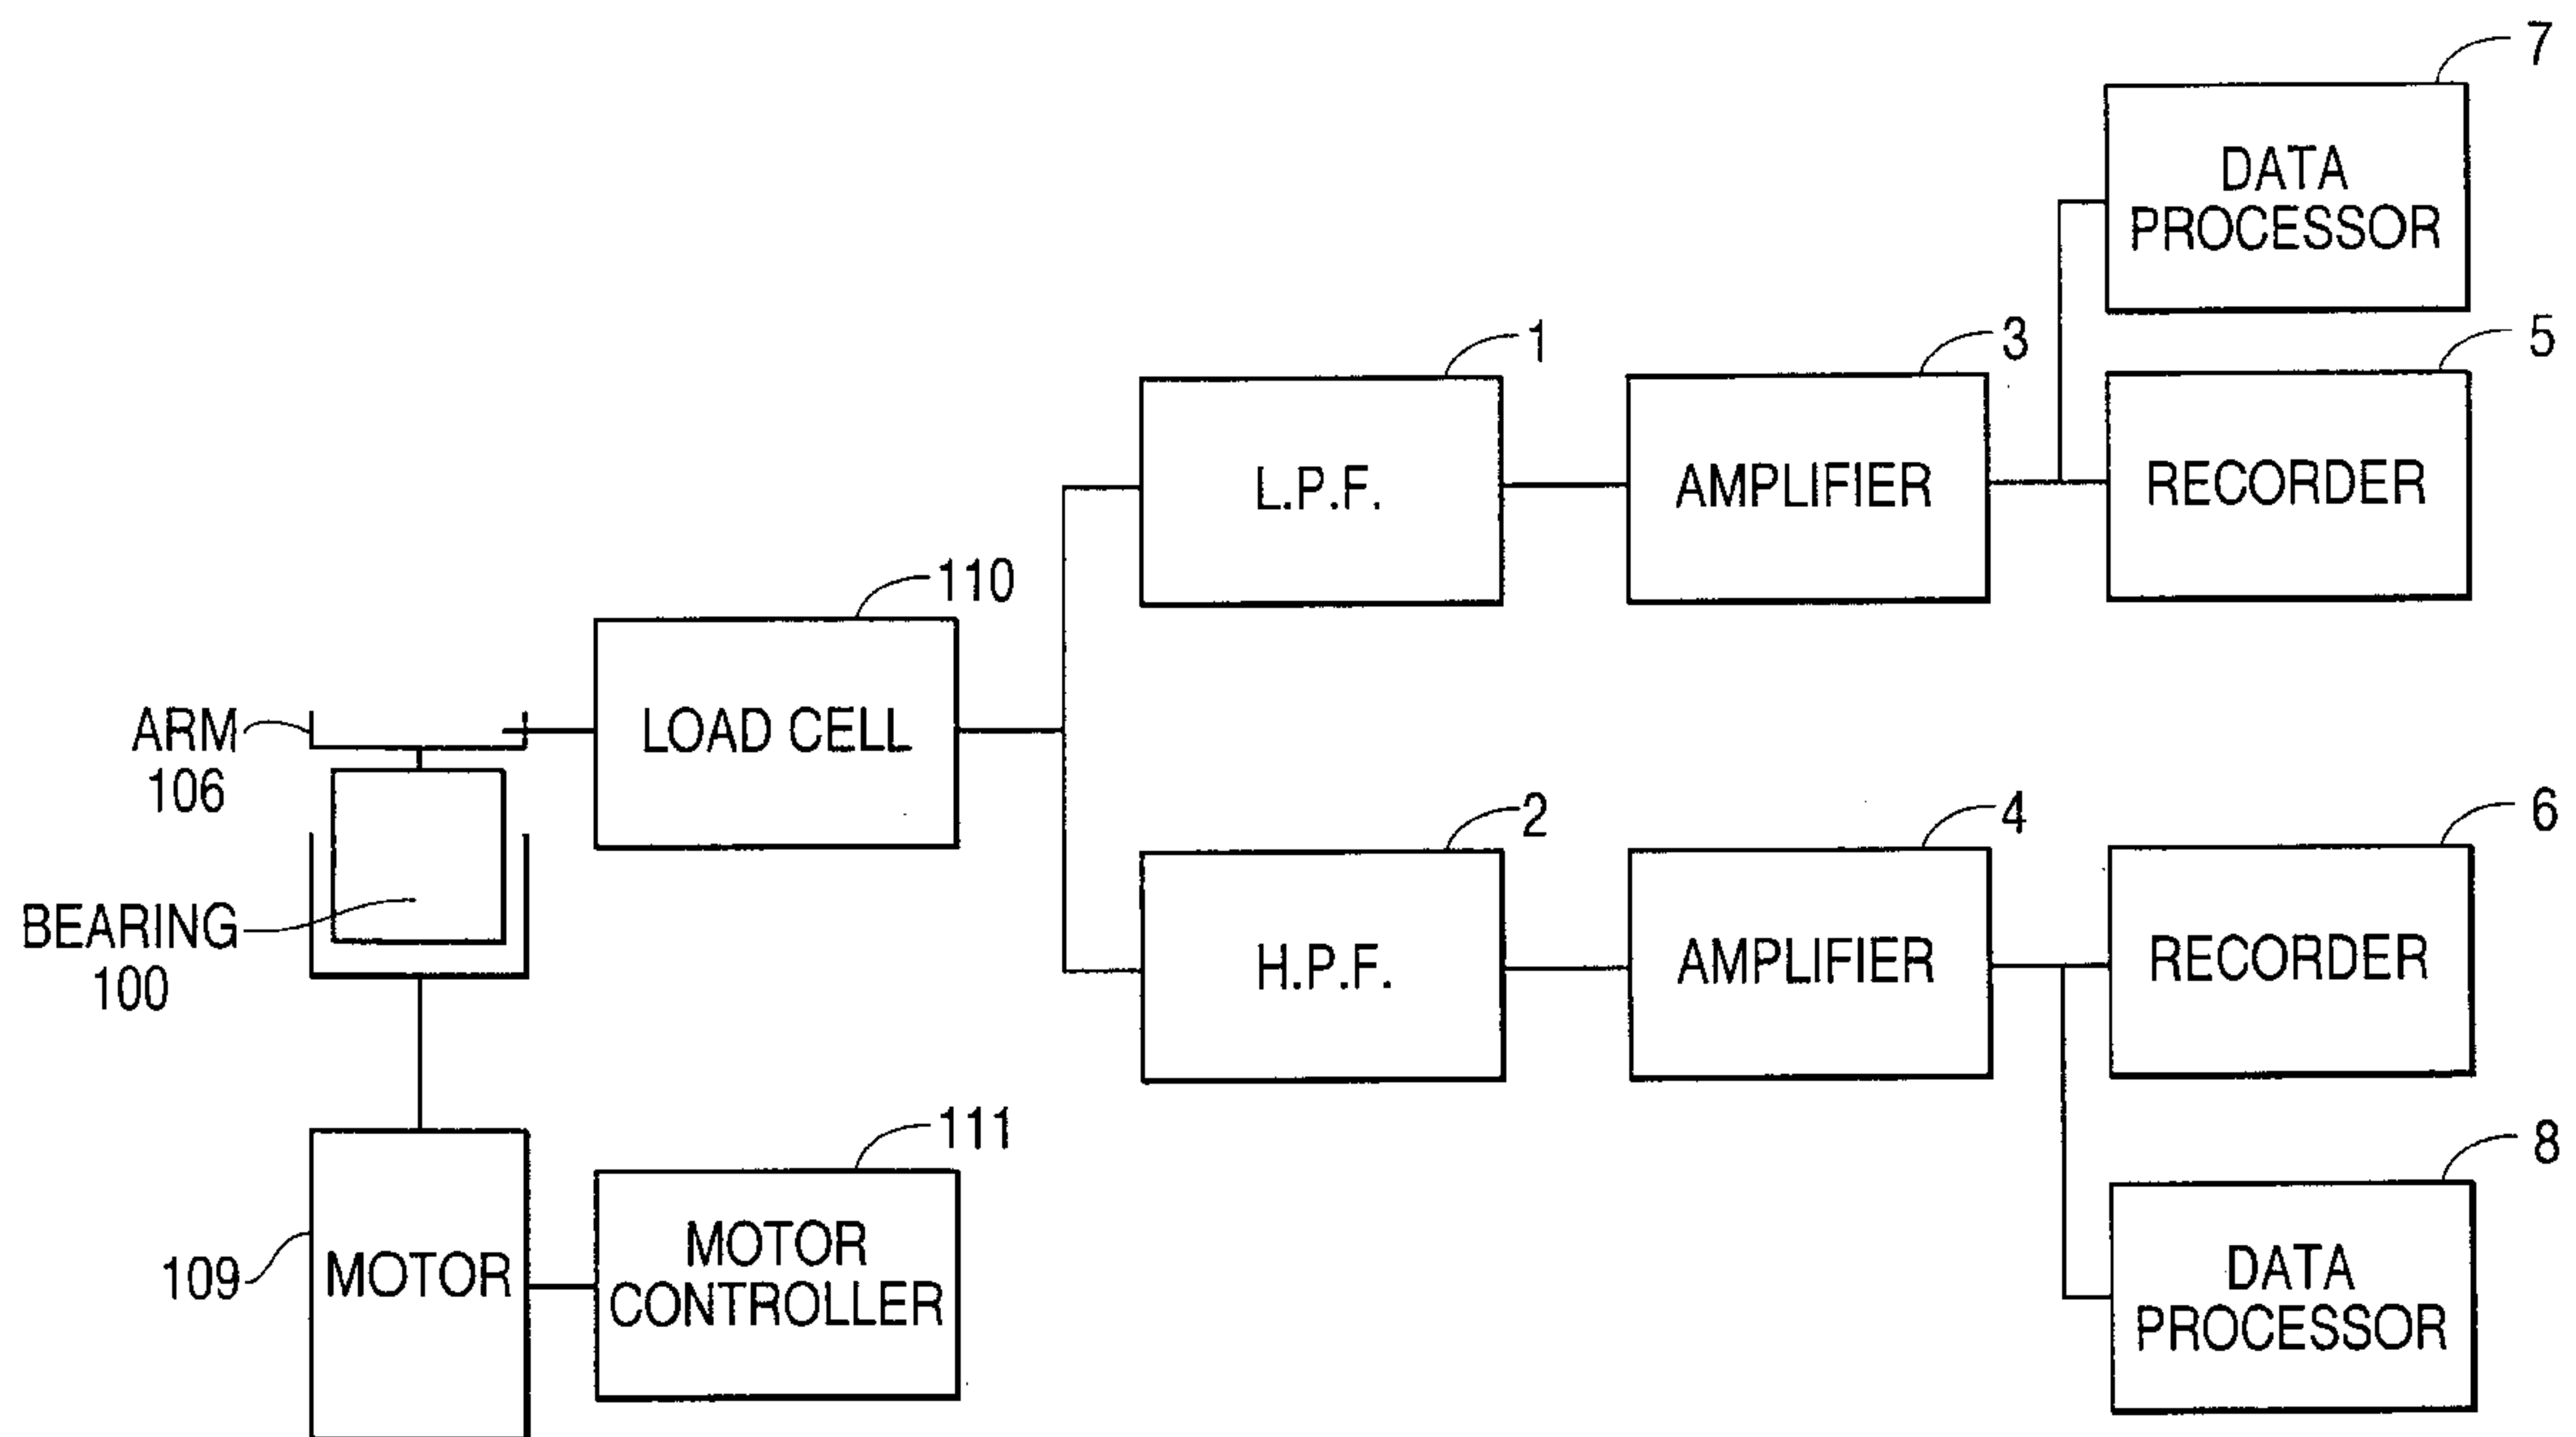 7
DATA
PROCESSOR
1
3
5
L.P.F.
AMPLIFIER
RECORDER
110
LOAD CELL
ARM
106
2
4
6
BEARING
100
H.P.F.
AMPLIFIER
RECORDER
111
8
109
MOTOR
MOTOR
CONTROLLER
DATA
PROCESSOR